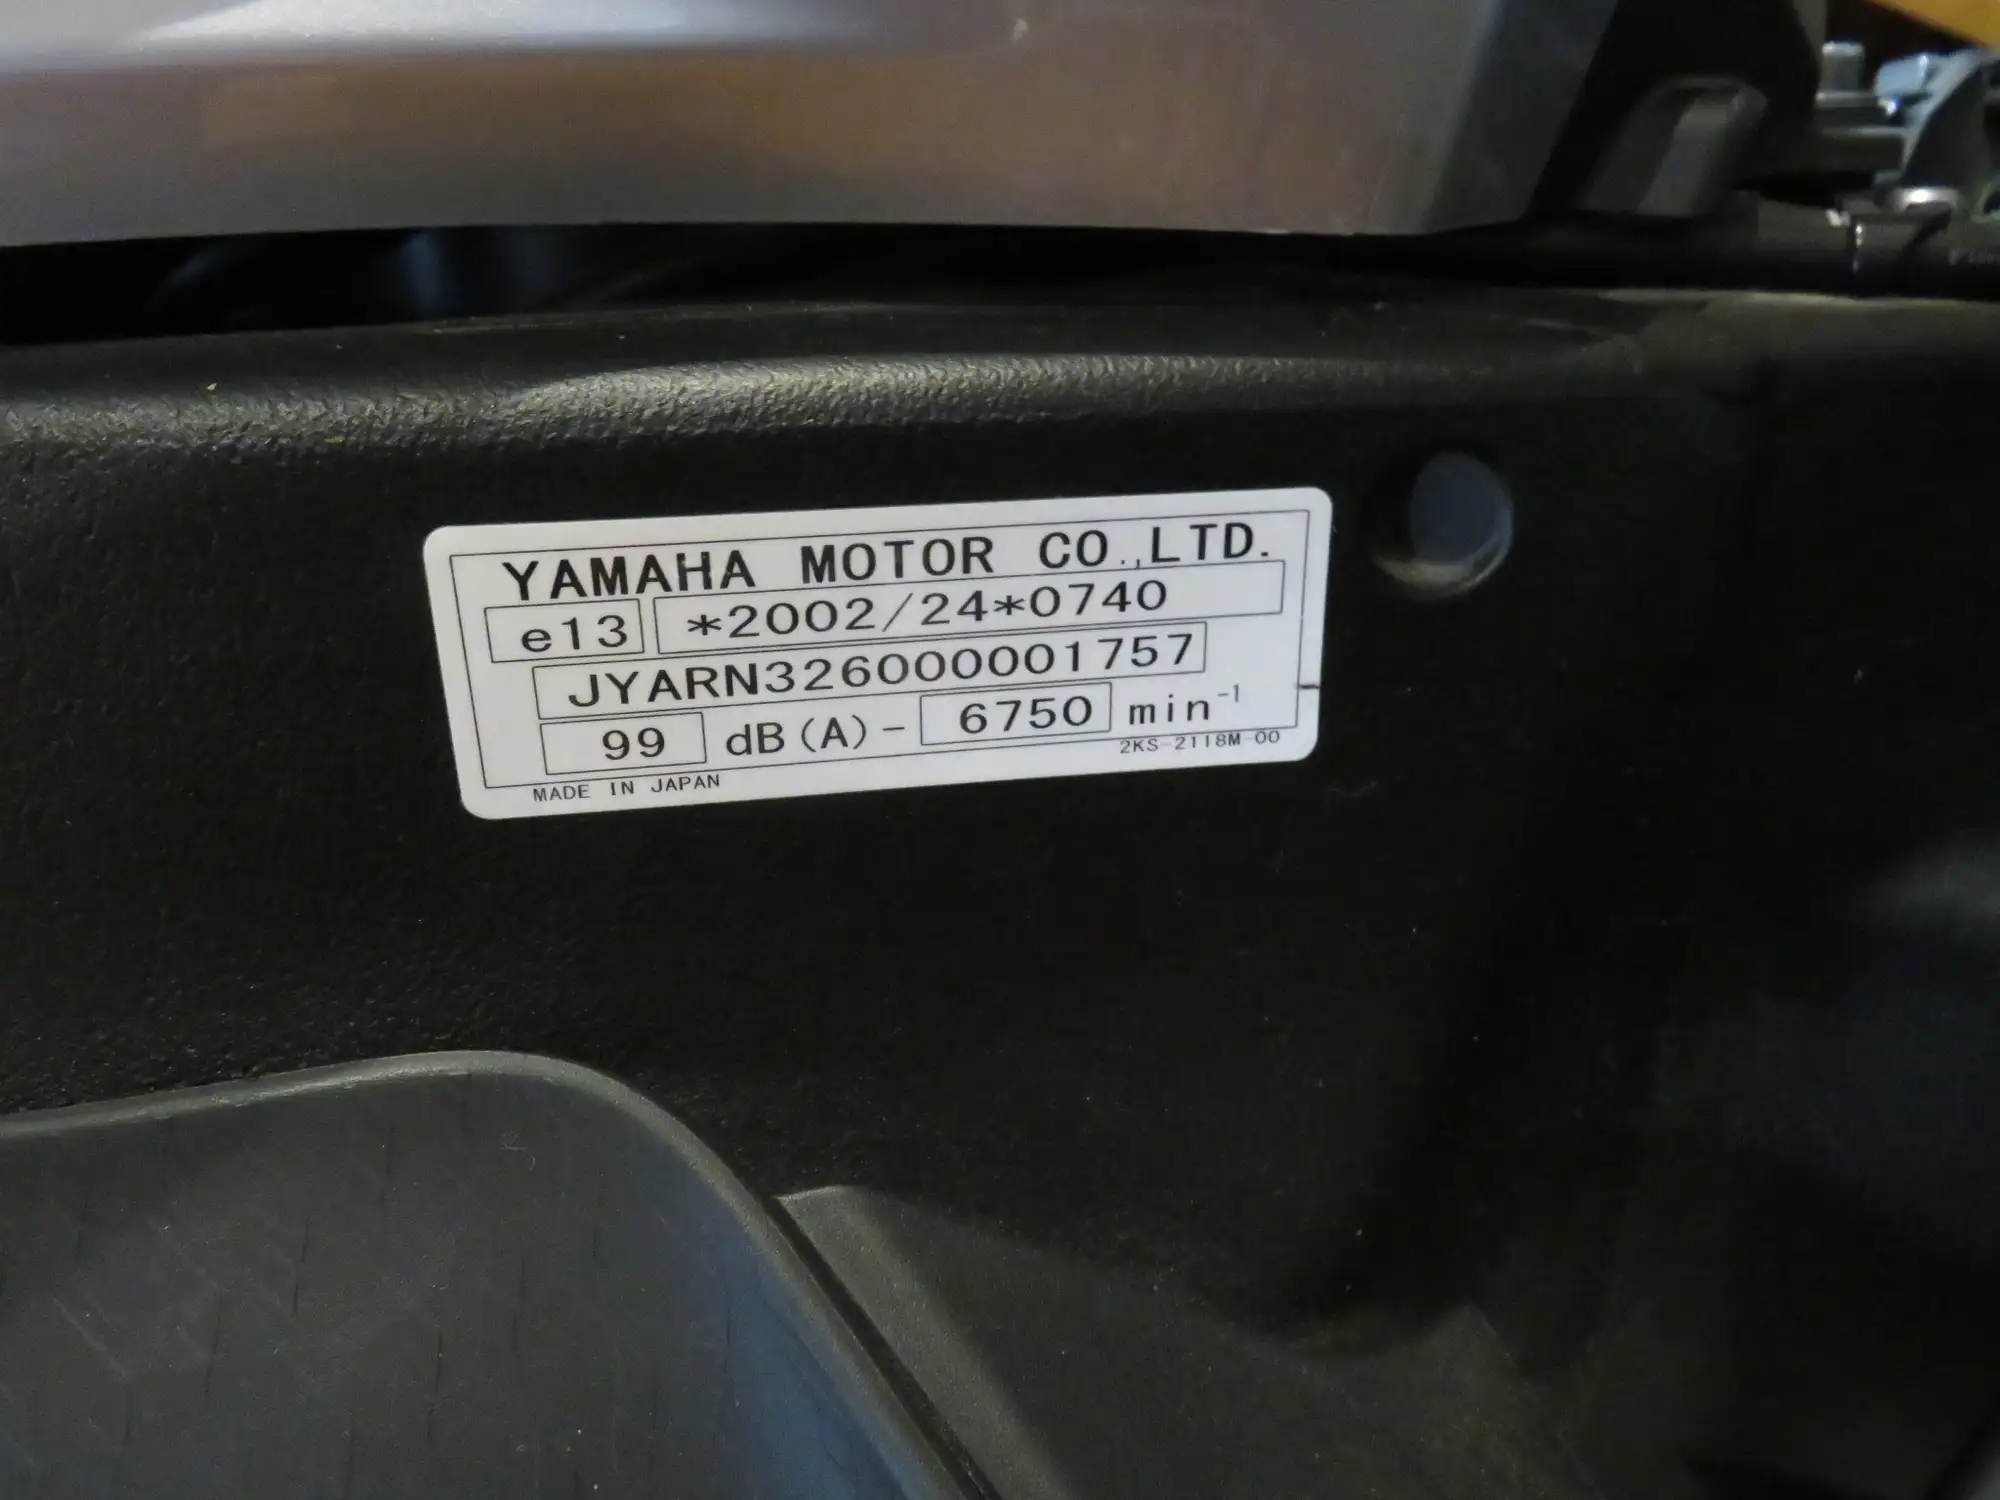 YAMAHA MOTOR CO.,LTD.
e13 *2002/24*0740
JYARN326000001757
99 dB(A)- 6750 min⁻¹
MADE IN JAPAN 2KS-2118M-00